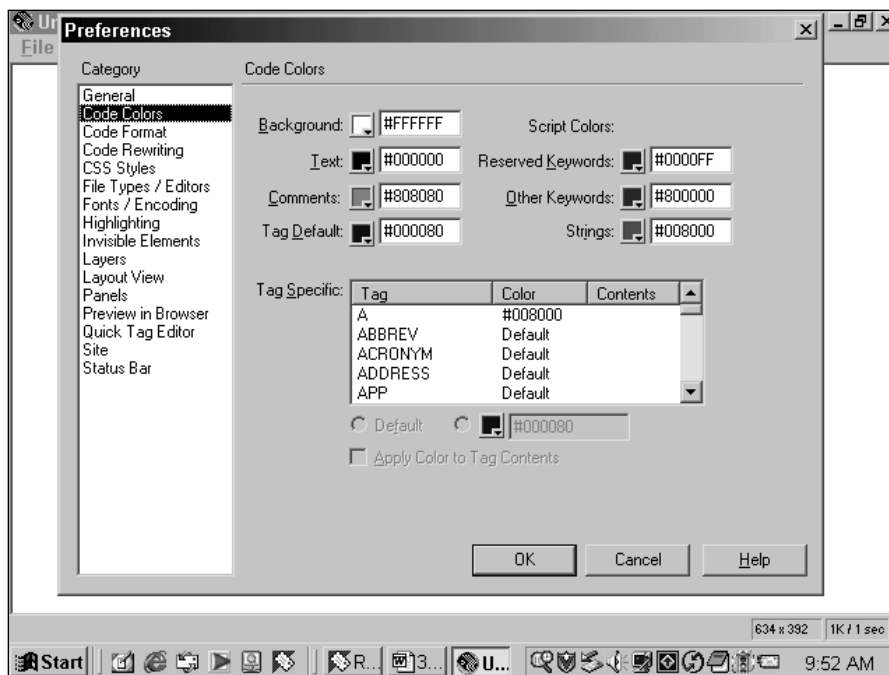 Un
Preferences
File
Category
Code Colors
General
Code Colors
Code Format
Code Rewriting
CSS Styles
File Types / Editors
Fonts / Encoding
Highlighting
Invisible Elements
Layers
Layout View
Panels
Preview in Browser
Quick Tag Editor
Site
Status Bar
Background: #FFFFFF
Script Colors:
Text: #000000
Reserved Keywords: #0000FF
Comments: #808080
Other Keywords: #800000
Tag Default: #000080
Strings: #008000
Tag Specific:
Tag Color Contents
A #008000
ABBREV Default
ACRONYM Default
ADDRESS Default
APP Default
Default #000080
Apply Color to Tag Contents
OK Cancel Help
634 x 392 1K / 1 sec
Start R... 3... U... 9:52 AM